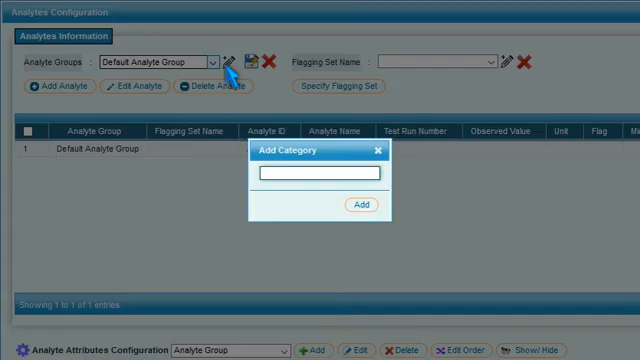 Analytes Configuration
Analytes Information
Analyte Groups : Default Analyte Group Flagging Set Name :
Add Analyte Edit Analyte Delete Analyte Specify Flagging Set
Analyte Group Flagging Set Name Analyte ID Analyte Name Test Run Number Observed Value Unit Flag
1 Default Analyte Group
Add Category
Add
Showing 1 to 1 of 1 entries
Analyte Attributes Configuration Analyte Group Add Edit Delete Edit Order Show/ Hide